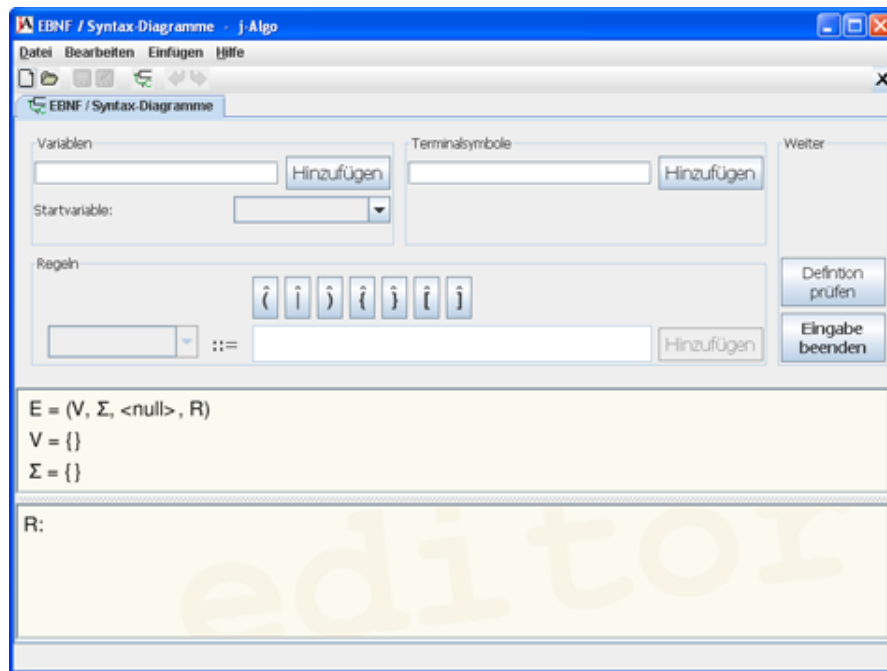 EBNF / Syntax-Diagramme - j-Algo
Datei Bearbeiten Einfügen Hilfe
EBNF / Syntax-Diagramme
Variablen
Hinzufügen
Startvariable:
Terminalsymbole
Hinzufügen
Weiter
Defintion
prüfen
Eingabe
beenden
Regeln
(̂ |̂ )̂ {̂ }̂ [̂ ]̂
::=
Hinzufügen
E = (V, Σ, <null> , R)
V = {}
Σ = {}
R:
editor